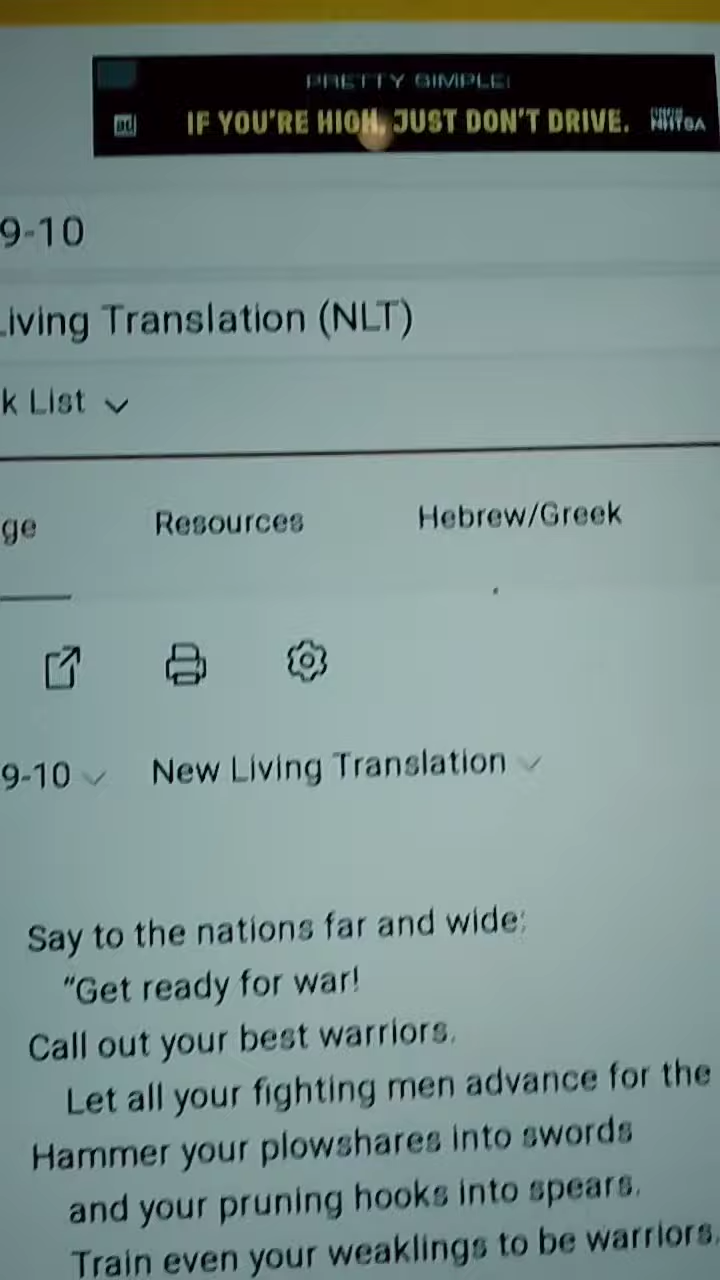 PRETTY SIMPLE:
IF YOU'RE HIGH, JUST DON'T DRIVE.
NHTSA
9-10
Living Translation (NLT)
k List
ge Resources Hebrew/Greek
9-10 New Living Translation
Say to the nations far and wide:
"Get ready for war!
Call out your best warriors.
Let all your fighting men advance for the
Hammer your plowshares into swords
and your pruning hooks into spears.
Train even your weaklings to be warriors.